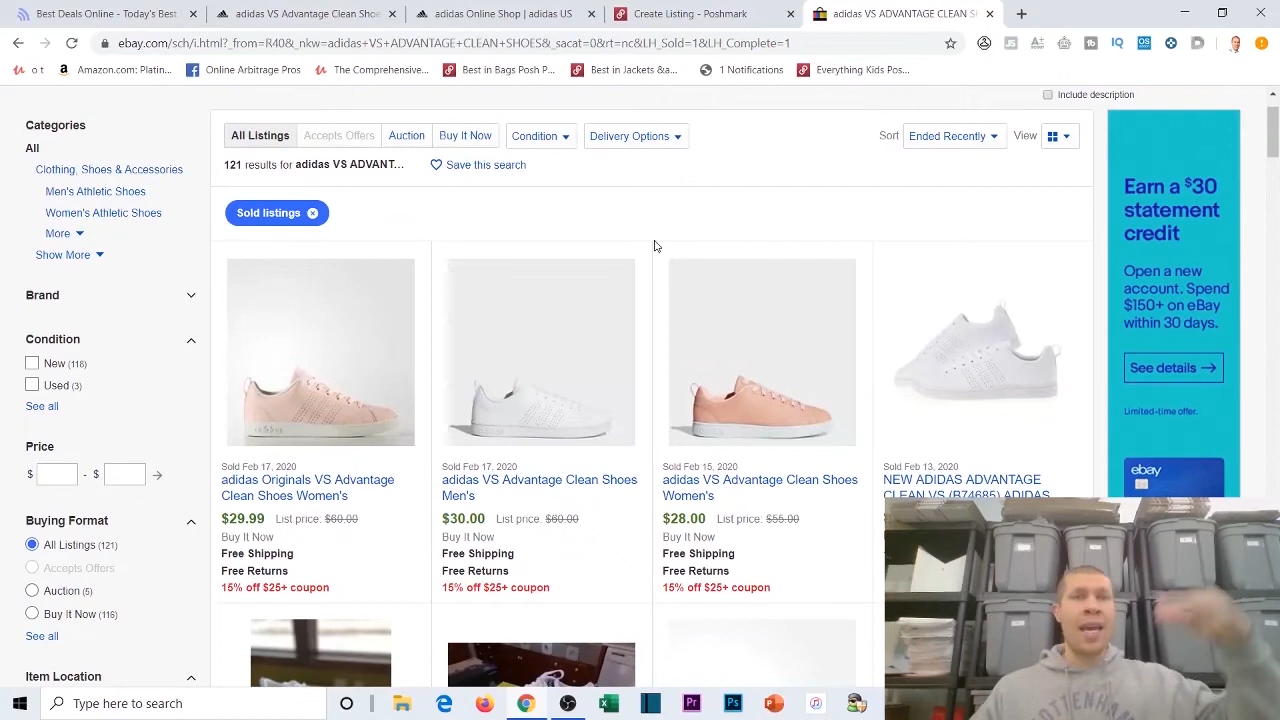 Best Deals Online - Today's Best
adidas VS Advantage Clean Shoe
adidas Online Shop | adidas US
Create Listing - Poshmark
adidas VS ADVANTAGE CLEAN S
ebay.com/sch/i.html?_from=R40&_nkw=adidas+VS+ADVANTAGE+CLEAN+SHOES&_sacat=0&rt=nc&LH_Sold=1&LH_Complete=1
o t
Amazon.com: Platin...
Online Arbitrage Pros
The Comprehensive...
Best in Bags Posh P...
Best in Jackets &a...
1 Notifications
Everything Kids Pos...
Include description
Categories
All
Clothing, Shoes & Accessories
Men's Athletic Shoes
Women's Athletic Shoes
More
Show More
Brand
Condition
New (118)
Used (3)
See all
Price
$ - $
Buying Format
All Listings (121)
Accepts Offers
Auction (5)
Buy It Now (116)
See all
Item Location
All Listings
Accepts Offers
Auction
Buy It Now
Condition
Delivery Options
Sort
Ended Recently
View
121 results for adidas VS ADVANT...
Save this search
Sold listings
Sold Feb 17, 2020
adidas Originals VS Advantage
Clean Shoes Women's
$29.99 List price: $60.00
Buy It Now
Free Shipping
Free Returns
15% off $25+ coupon
Sold Feb 17, 2020
adidas VS Advantage Clean Shoes
Men's
$30.00 List price: $60.00
Buy It Now
Free Shipping
Free Returns
15% off $25+ coupon
Sold Feb 15, 2020
adidas VS Advantage Clean Shoes
Women's
$28.00 List price: $55.00
Buy It Now
Free Shipping
Free Returns
15% off $25+ coupon
Sold Feb 13, 2020
NEW ADIDAS ADVANTAGE
CLEAN VS (B74685) ADIDAS
Earn a $30
statement
credit
Open a new
account. Spend
$150+ on eBay
within 30 days.
See details
Limited-time offer.
ebay
Type here to search